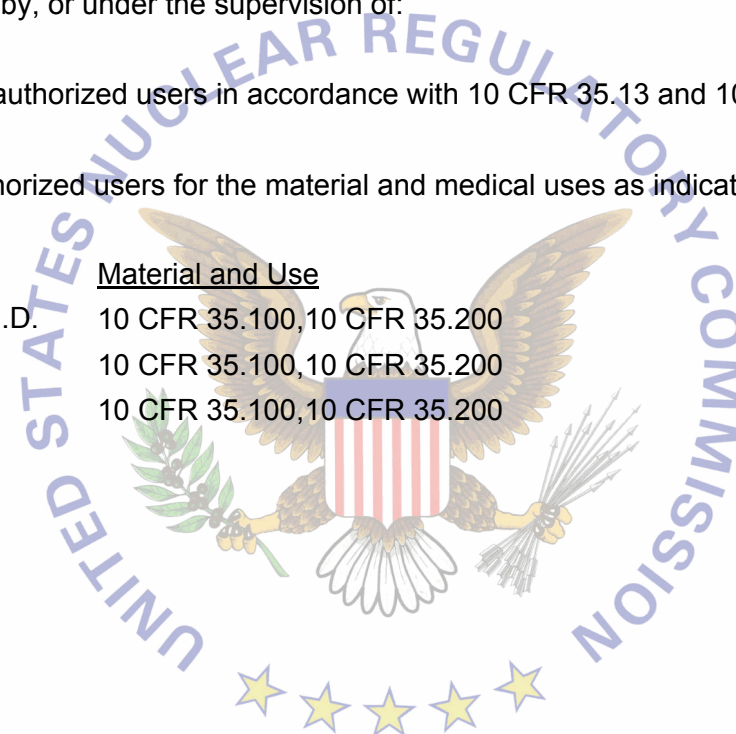 by, or under the supervision of:
authorized users in accordance with 10 CFR 35.13 and 10
horized users for the material and medical uses as indicat
Material and Use
.D. 10 CFR 35.100,10 CFR 35.200
10 CFR 35.100,10 CFR 35.200
10 CFR 35.100,10 CFR 35.200
UNITED STATES NUCLEAR REGULATORY COMMISSION